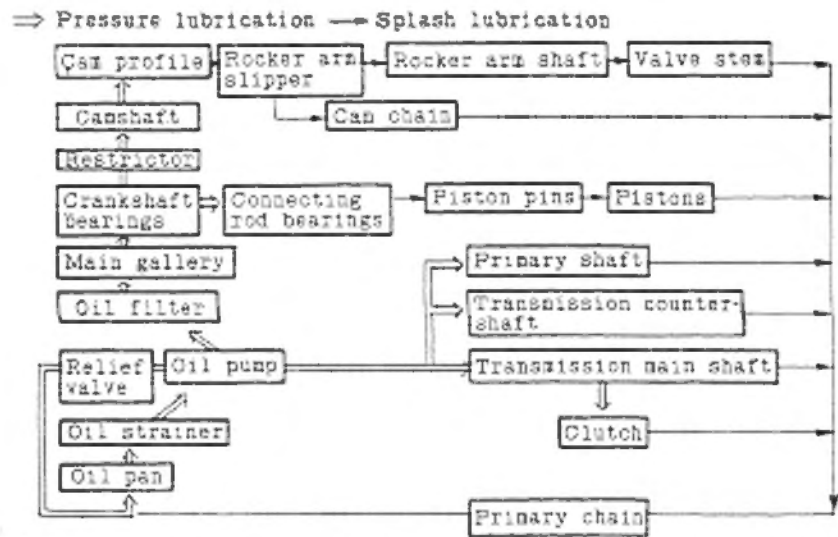 ⇒ Pressure lubrication → Splash lubrication
Cam profile
Rocker arm
slipper
Rocker arm shaft
Valve stem
Camshaft
Cam chain
Restrictor
Crankshaft
bearings
Connecting
rod bearings
Piston pins
Pistons
Main gallery
Primary shaft
Oil filter
Transmission counter-
shaft
Relief
valve
Oil pump
Transmission main shaft
Oil strainer
Clutch
Oil pan
Primary chain